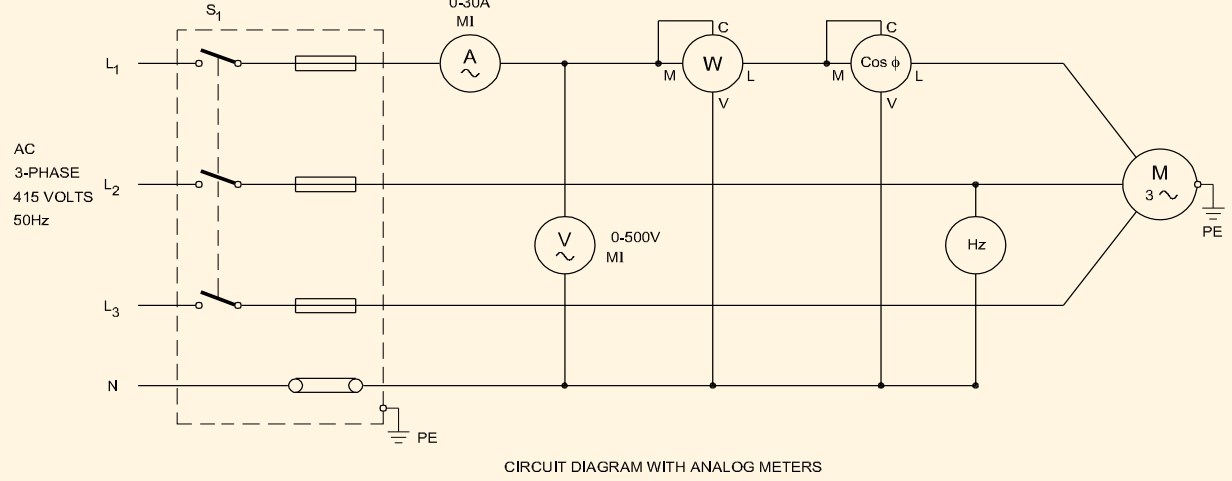 S1
0-30A
MI
A
L1
C
W
M
L
V
C
Cos ϕ
M
L
V
AC
3-PHASE
415 VOLTS
50Hz
L2
M
3
PE
V
0-500V
MI
Hz
L3
N
PE
CIRCUIT DIAGRAM WITH ANALOG METERS